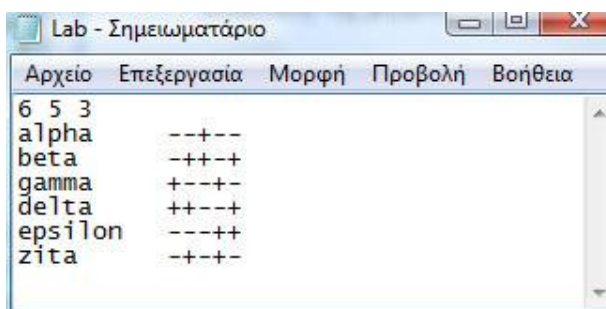 Lab - Σημειωματάριο
Αρχείο Επεξεργασία Μορφή Προβολή Βοήθεια
6 5 3
alpha --+--
beta -++-+
gamma +--+-
delta ++--+
epsilon ---++
zita -+-+-